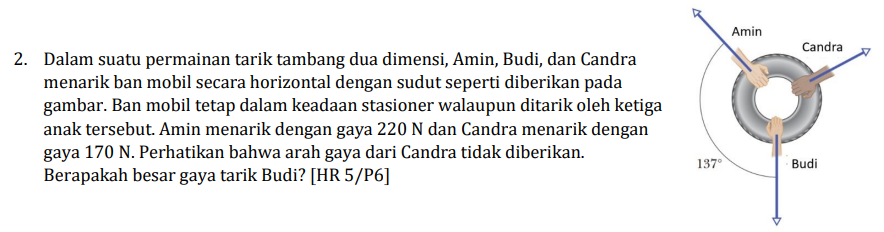 2. Dalam suatu permainan tarik tambang dua dimensi, Amin, Budi, dan Candra
menarik ban mobil secara horizontal dengan sudut seperti diberikan pada
gambar. Ban mobil tetap dalam keadaan stasioner walaupun ditarik oleh ketiga
anak tersebut. Amin menarik dengan gaya 220 N dan Candra menarik dengan
gaya 170 N. Perhatikan bahwa arah gaya dari Candra tidak diberikan.
Berapakah besar gaya tarik Budi? [HR 5/P6]
Amin
Candra
137°
Budi